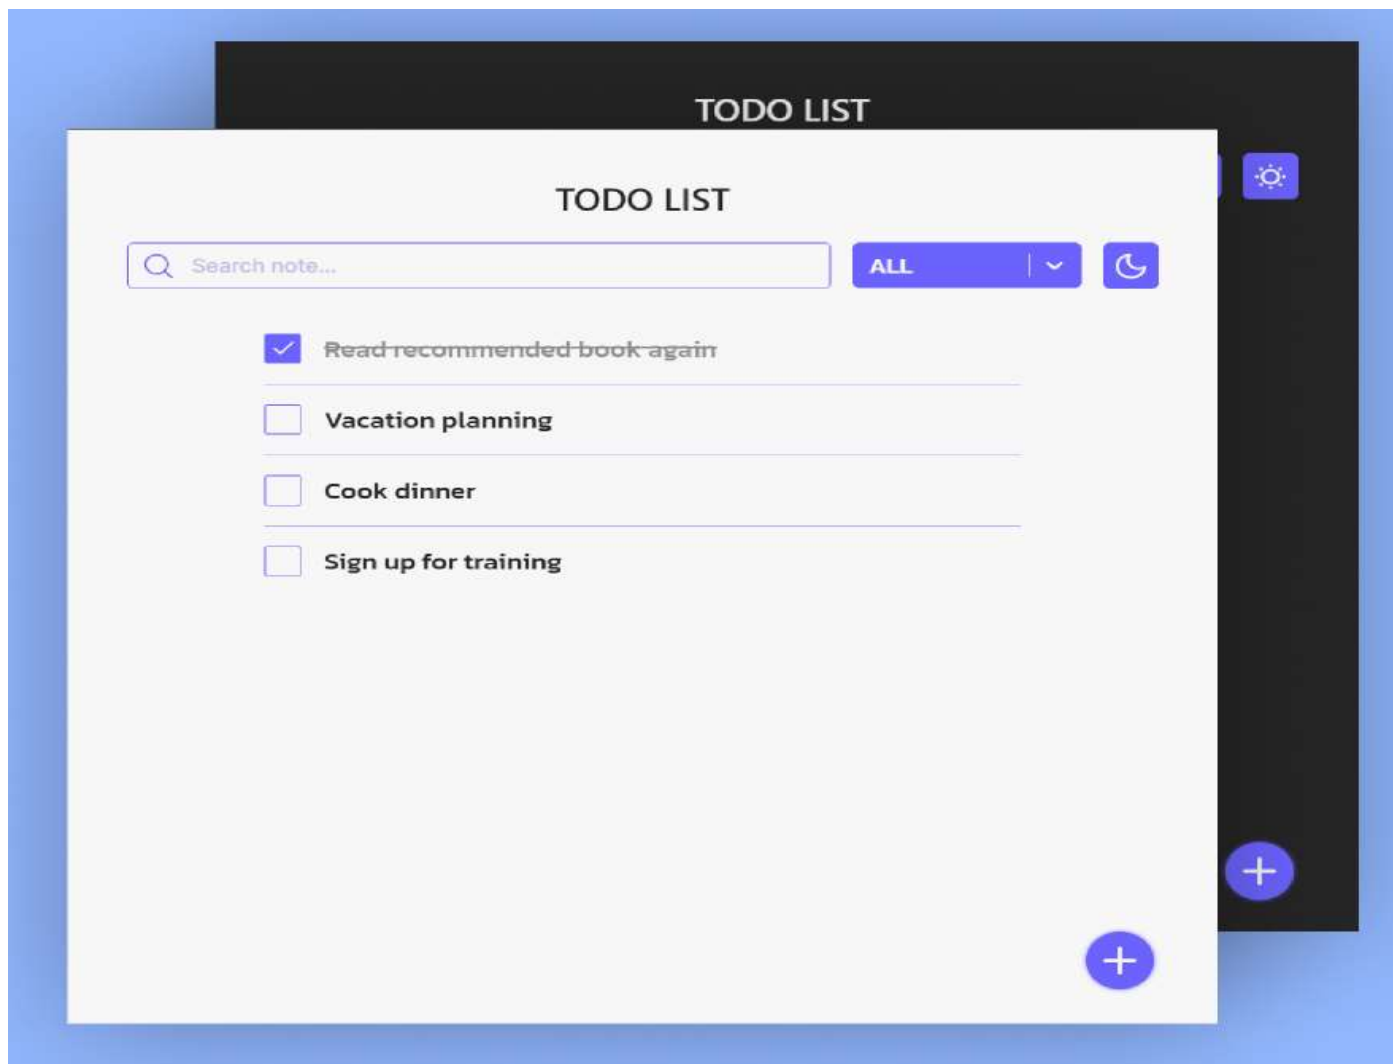 TODO LIST
TODO LIST
Search note...
ALL
Read recommended book again
Vacation planning
Cook dinner
Sign up for training